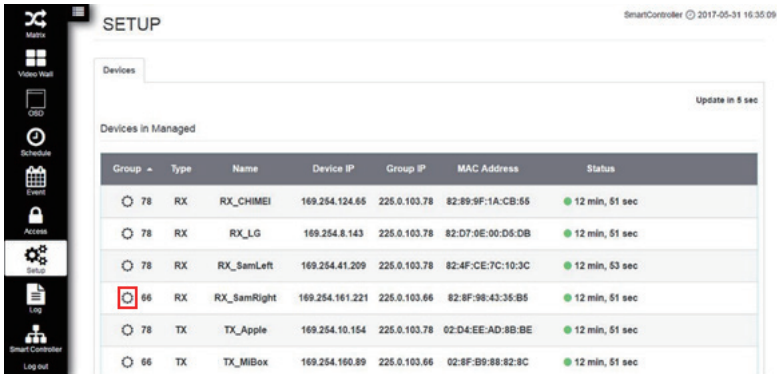 SmartController 2017-05-31 16:35:09
SETUP
Matrix
Video Wall
OSD
Schedule
Event
Access
Setup
Log
Smart Controller
Log out
Devices
Update in 5 sec
Devices in Managed
Group Type Name Device IP Group IP MAC Address Status
78 RX RX_CHIMEI 169.254.124.65 225.0.103.78 82:89:9F:1A:CB:55 12 min, 51 sec
78 RX RX_LG 169.254.8.143 225.0.103.78 82:D7:0E:00:D5:DB 12 min, 51 sec
78 RX RX_SamLeft 169.254.41.209 225.0.103.78 82:4F:CE:7C:10:3C 12 min, 53 sec
66 RX RX_SamRight 169.254.161.221 225.0.103.66 82:8F:98:43:35:B5 12 min, 51 sec
78 TX TX_Apple 169.254.10.154 225.0.103.78 02:D4:EE:AD:8B:BE 12 min, 51 sec
66 TX TX_MiBox 169.254.160.89 225.0.103.66 02:8F:B9:88:82:8C 12 min, 51 sec